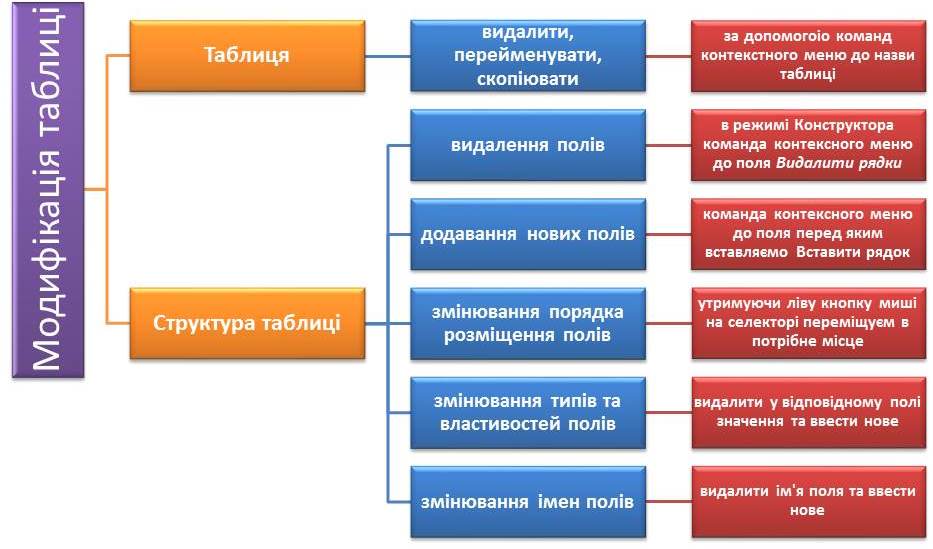 Модифікація таблиці
Таблиця
видалити,
перейменувати,
скопіювати
за допомогоіо команд
контекстного меню до назви
таблиці
Структура таблиці
видалення полів
в режимі Конструктора
команда контексного меню
до поля Видалити рядки
додавання нових полів
команда контексного меню
до поля перед яким
вставляємо Вставити рядок
змінювання порядка
розміщення полів
утримуючи ліву кнопку миші
на селекторі переміщуєм в
потрібне місце
змінювання типів та
властивостей полів
видалити у відповідному полі
значення та ввести нове
змінювання імен полів
видалити ім'я поля та ввести
нове